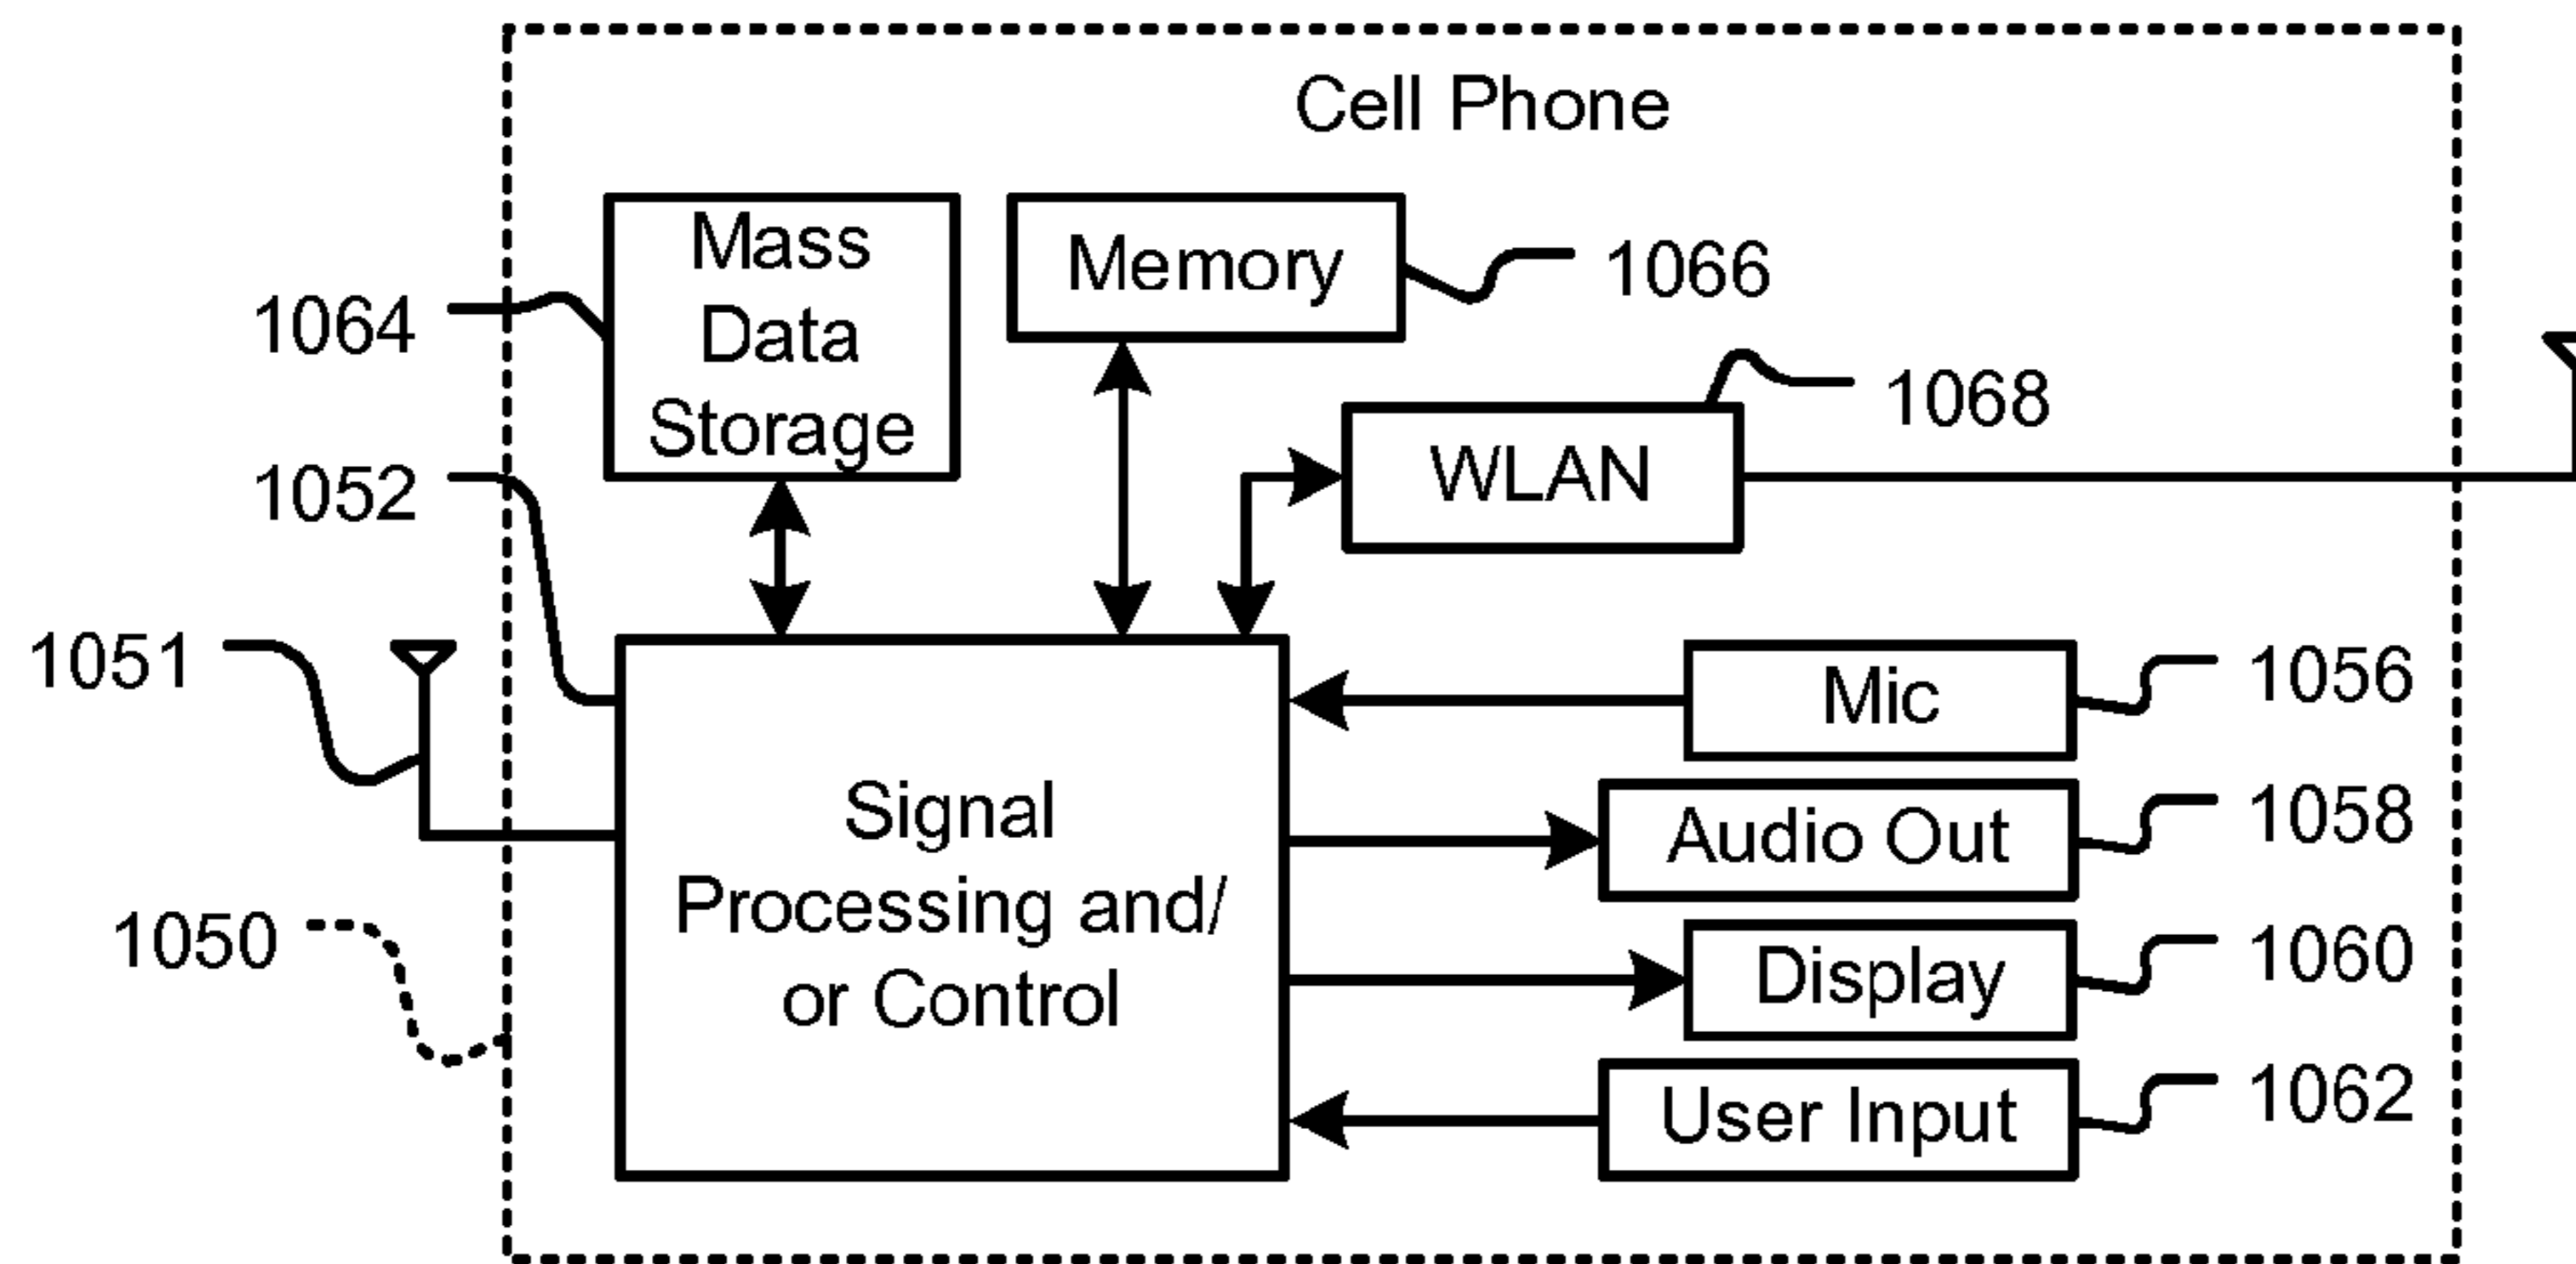 Cell Phone
Mass
Data
Storage
Memory
1066
1064
1068
WLAN
1052
1051
Mic
1056
Signal
Processing and/
or Control
Audio Out
1058
1050
Display
1060
User Input
1062